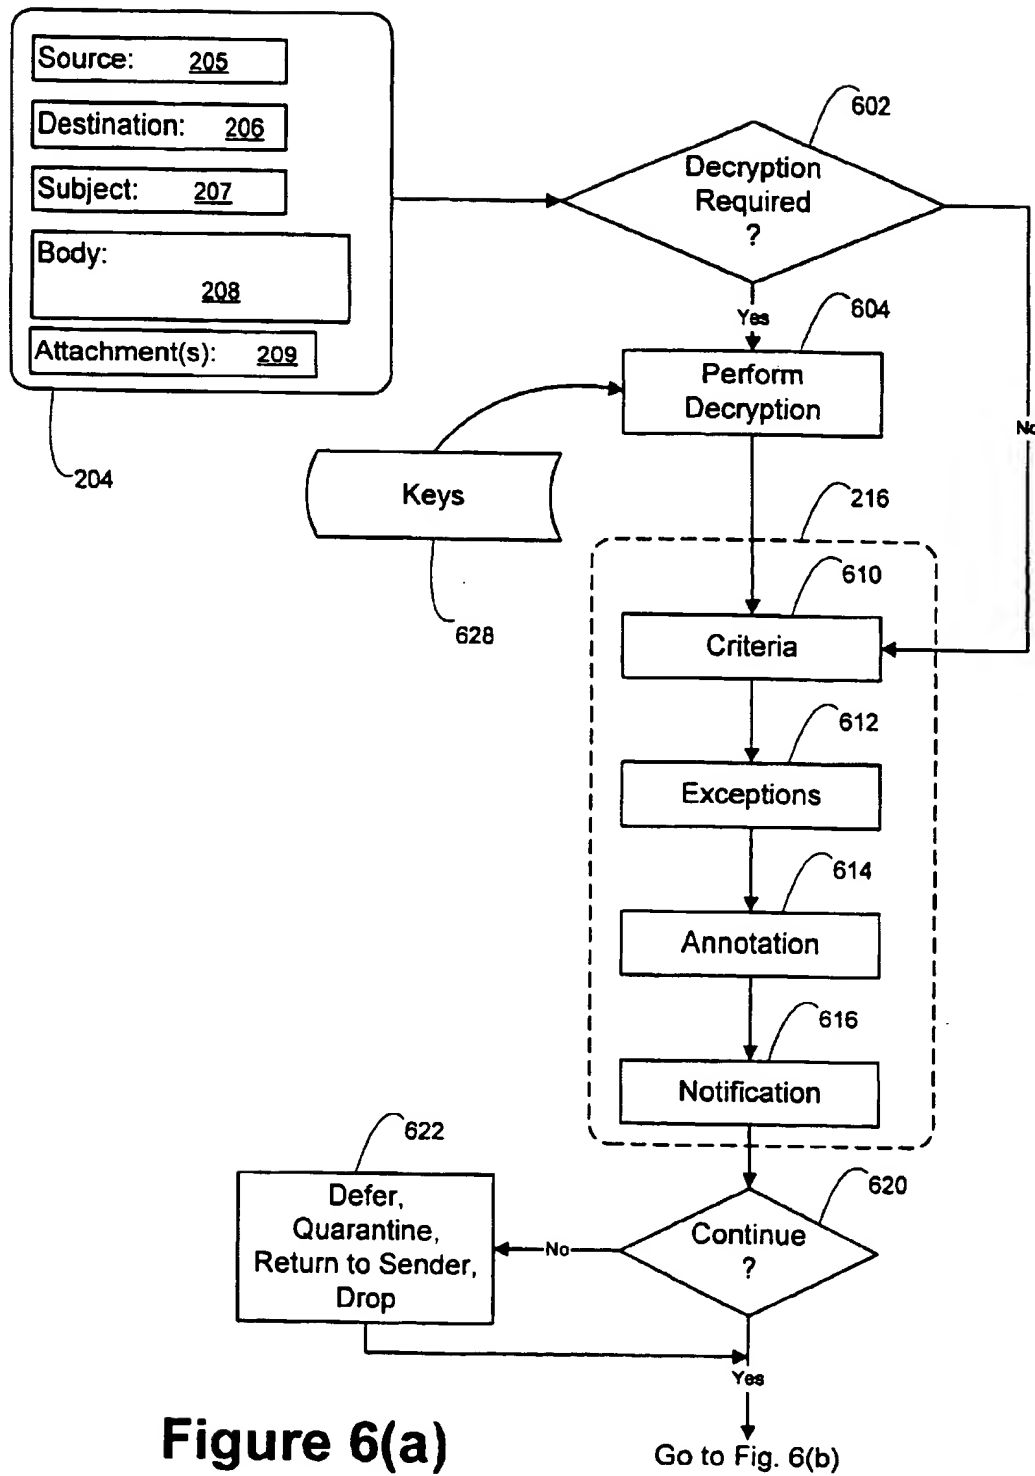 Source: 205
Destination: 206
Subject: 207
Body:
208
Attachment(s): 209
204
602
Decryption
Required
?
Yes
No
604
Perform
Decryption
Keys
628
216
610
Criteria
612
Exceptions
614
Annotation
616
Notification
620
Continue
?
No
622
Defer,
Quarantine,
Return to Sender,
Drop
Yes
Go to Fig. 6(b)
Figure 6(a)